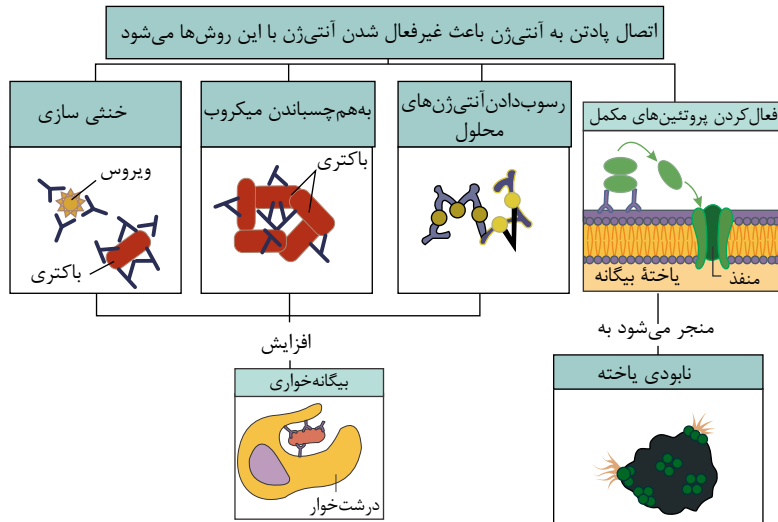 اتصال پادتن به آنتی‌ژن باعث غیرفعال شدن آنتی‌ژن با این روش‌ها می‌شود
فعال‌کردن پروتئین‌های مکمل
رسوب‌دادن‌آنتی‌ژن‌های
محلول
به‌هم‌چسباندن میکروب
خنثی سازی
باکتری
ویروس
باکتری
منفذ
یاختهٔ بیگانه
منجر می‌شود به
افزایش
نابودی یاخته
بیگانه‌خواری
درشت‌خوار